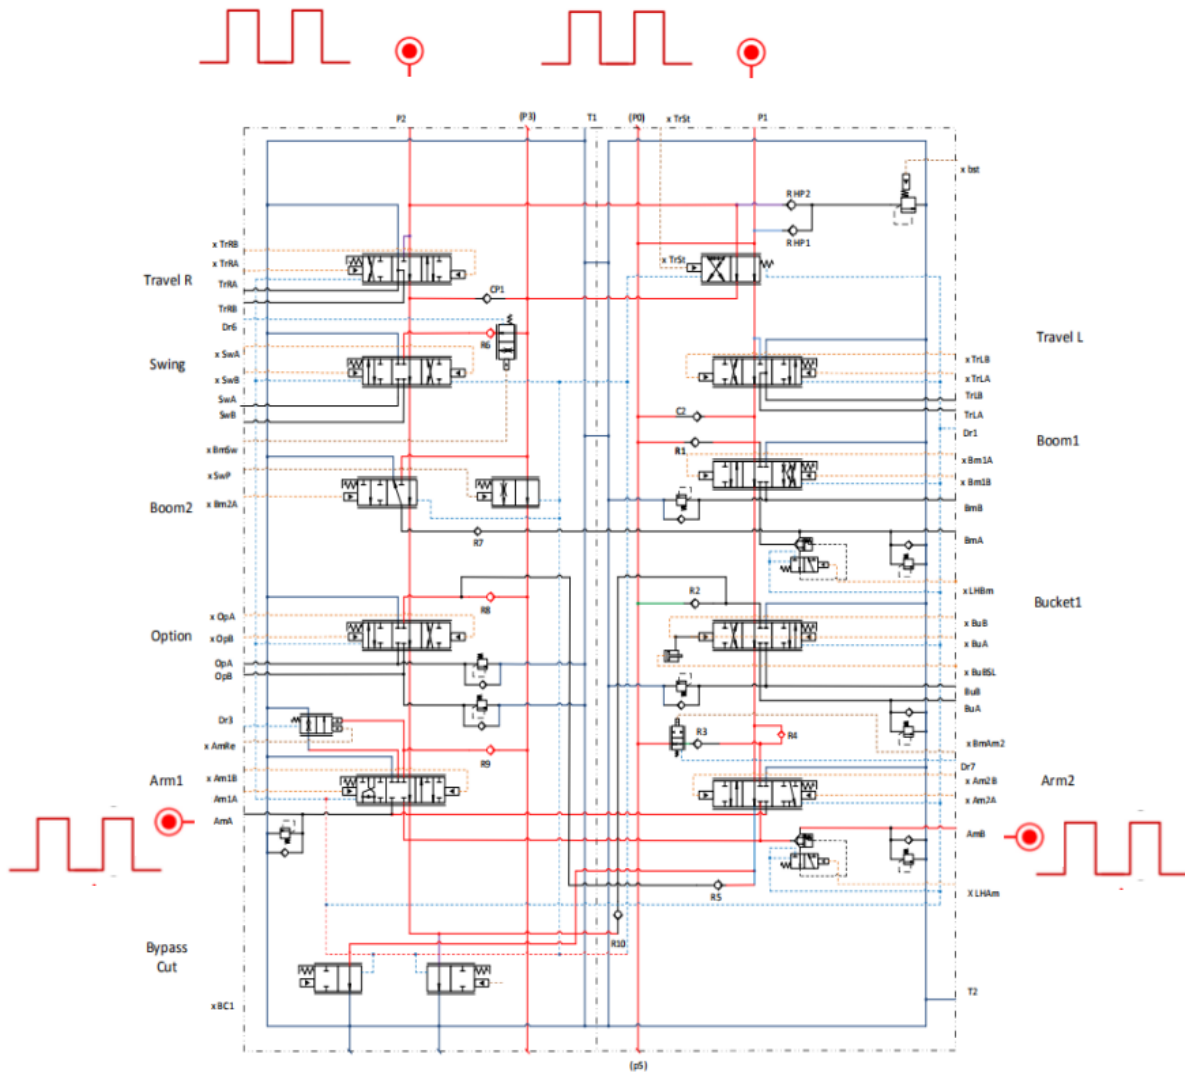 P2
(P3)
T1
(P0)
x TrSt
P1
x bst
R HP2
R HP1
x TrRB
x TrRA
Travel R
TrRA
TrRB
x TrSt
CP1
Dr6
R6
Swing
x SwA
x SwB
SwA
SwB
Travel L
x TrLB
x TrLA
TrLB
TrLA
Dr1
C2
R1
Boom1
x BmSw
x SwP
Boom2
x Bm2A
x Bm1A
x Bm1B
BmB
BmA
R7
x LHBm
R2
R8
Bucket1
x OpA
Option
x OpB
OpA
OpB
x BuB
x BuA
x BuBSL
BuB
BuA
Dr3
x AmRe
R9
R3
R4
x BmAm2
Dr7
Arm1
x Am1B
Am1A
AmA
x Am2B
Arm2
x Am2A
AmB
X LHAm
R5
R10
Bypass
Cut
x BC1
T2
(p5)